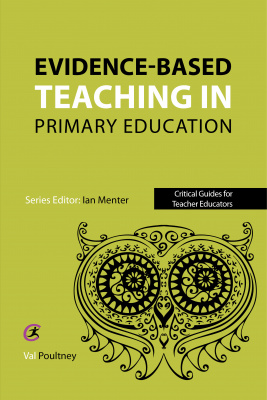 EVIDENCE-BASED
TEACHING IN
PRIMARY EDUCATION
Series Editor: Ian Menter
Critical Guides for
Teacher Educators
Val Poultney